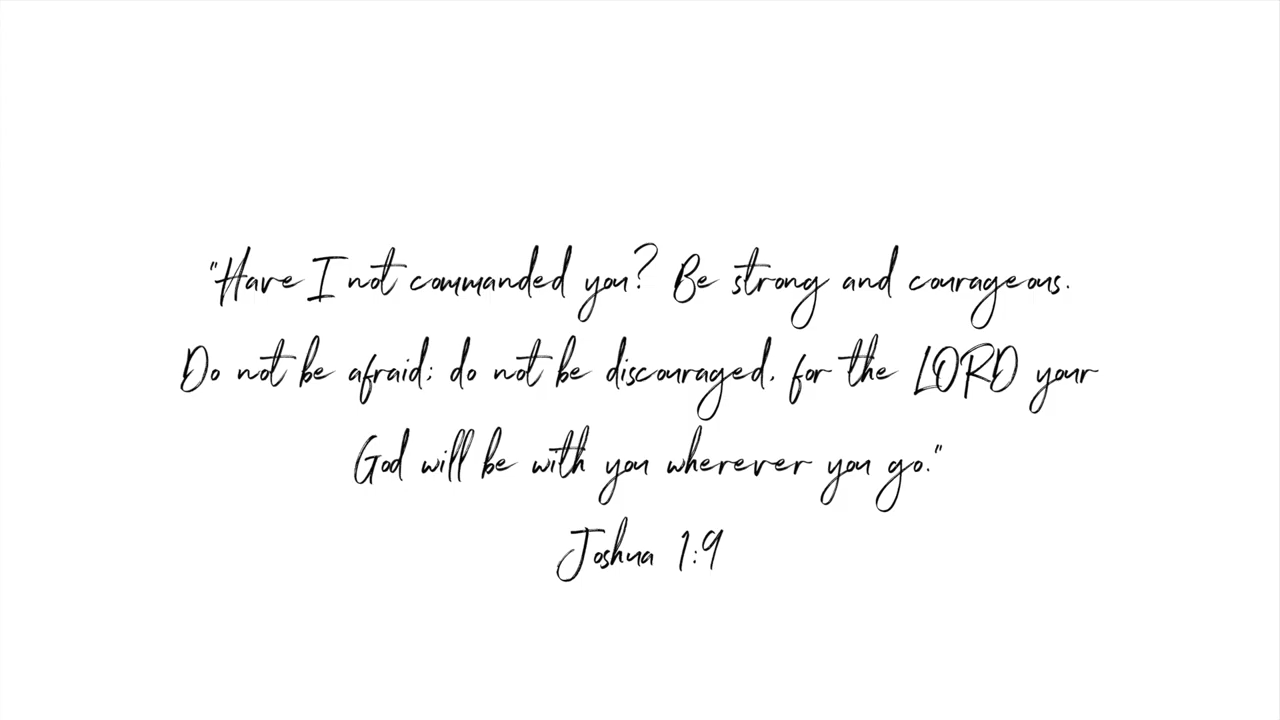 "Have I not commanded you? Be strong and courageous.
Do not be afraid; do not be discouraged, for the LORD your
God will be with you wherever you go."
Joshua 1:9